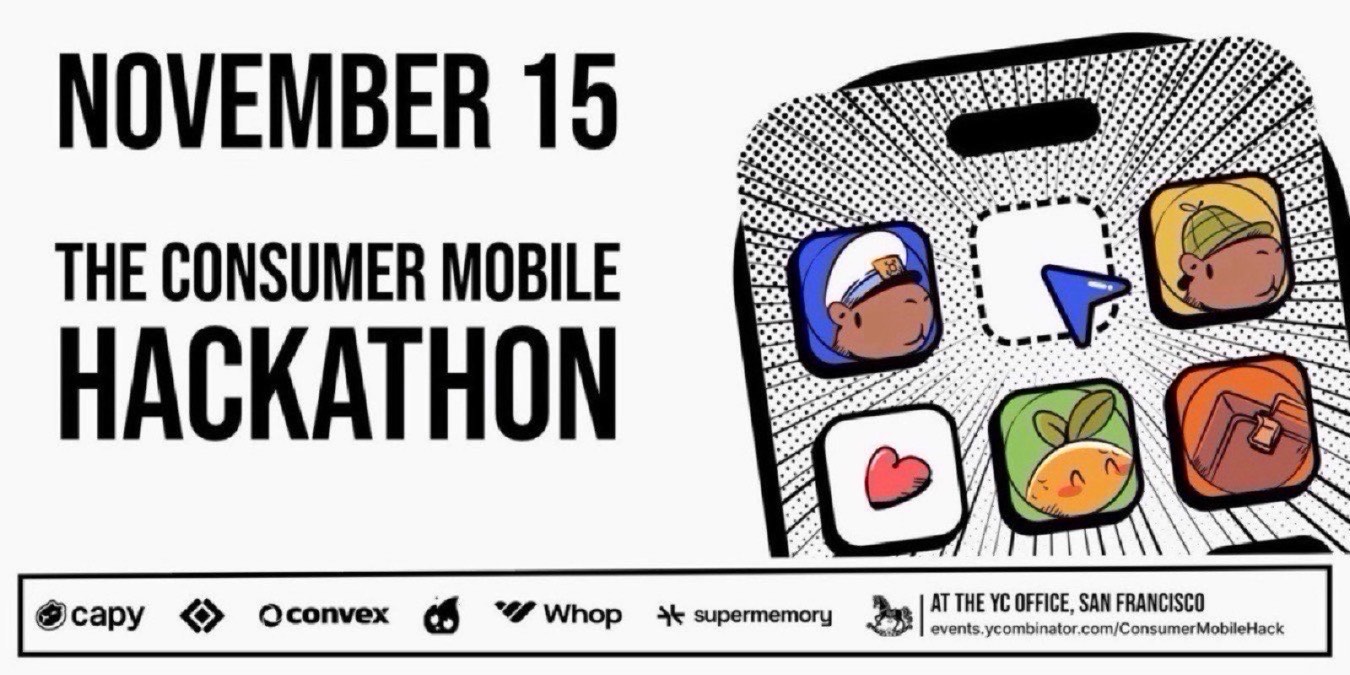 NOVEMBER 15
THE CONSUMER MOBILE
HACKATHON
capy
convex
Whop
supermemory
AT THE YC OFFICE, SAN FRANCISCO
events.ycombinator.com/ConsumerMobileHack